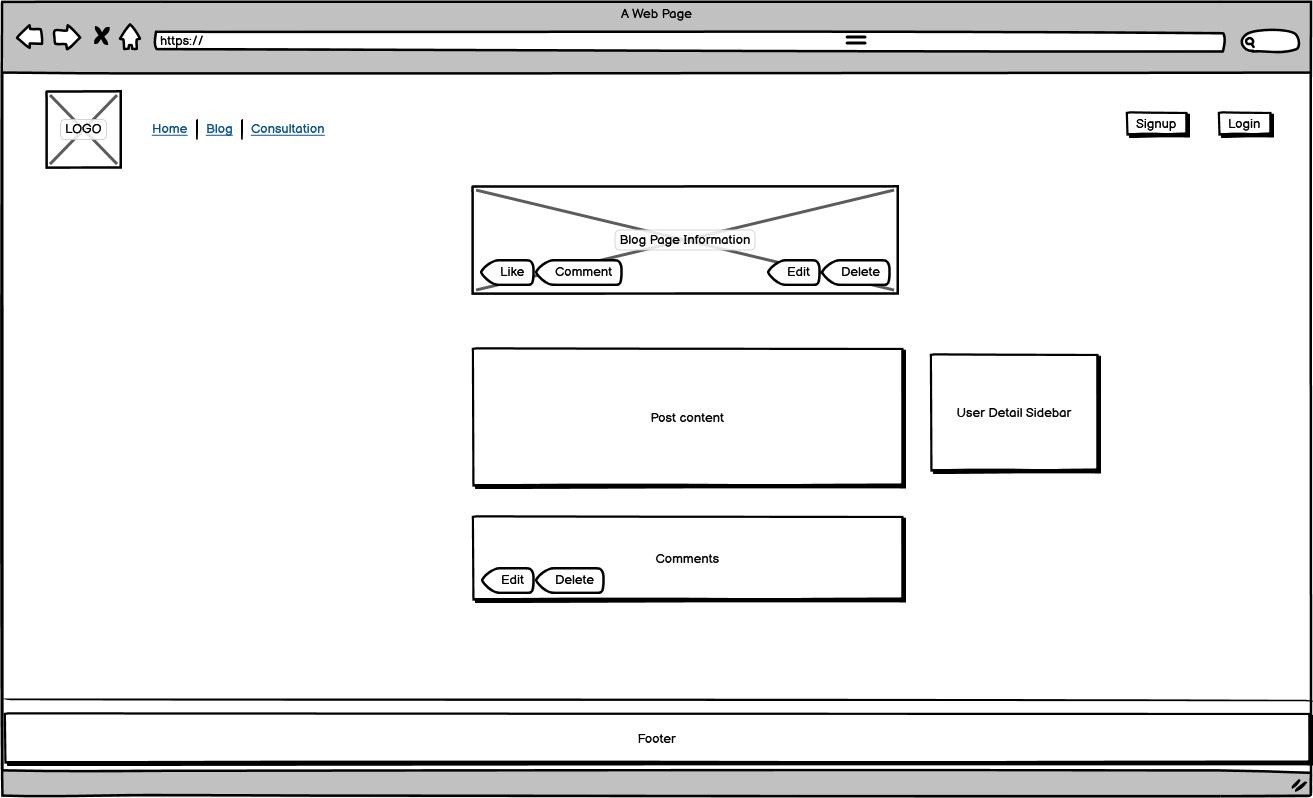 A Web Page
https://
LOGO
Home
Blog
Consultation
Signup
Login
Blog Page Information
Like
Comment
Edit
Delete
Post content
User Detail Sidebar
Comments
Edit
Delete
Footer